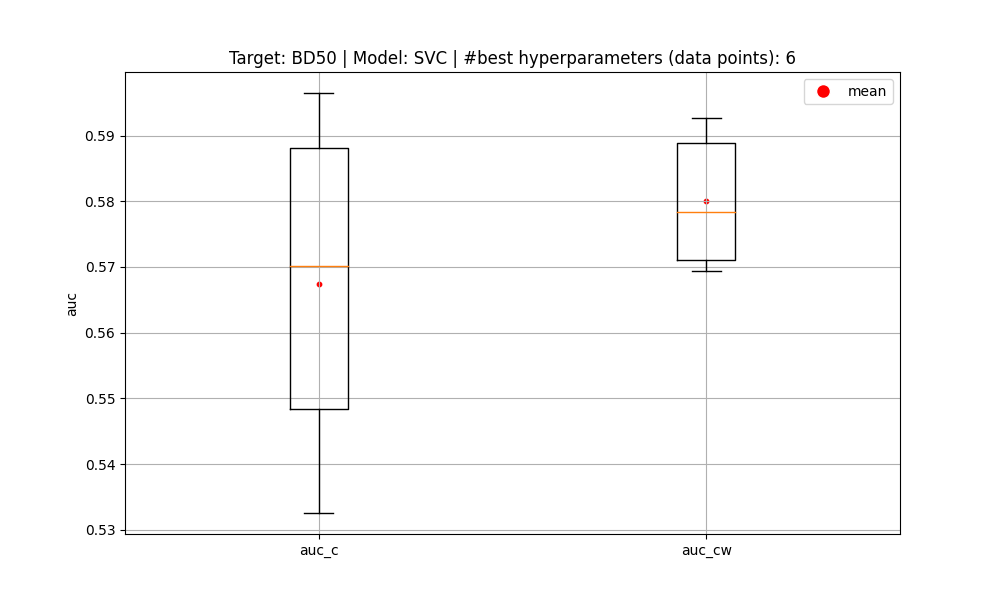 Target: BD50 | Model: SVC | #best hyperparameters (data points): 6
mean
0.59
0.58
0.57
0.56
0.55
0.54
0.53
auc
auc_c
auc_cw